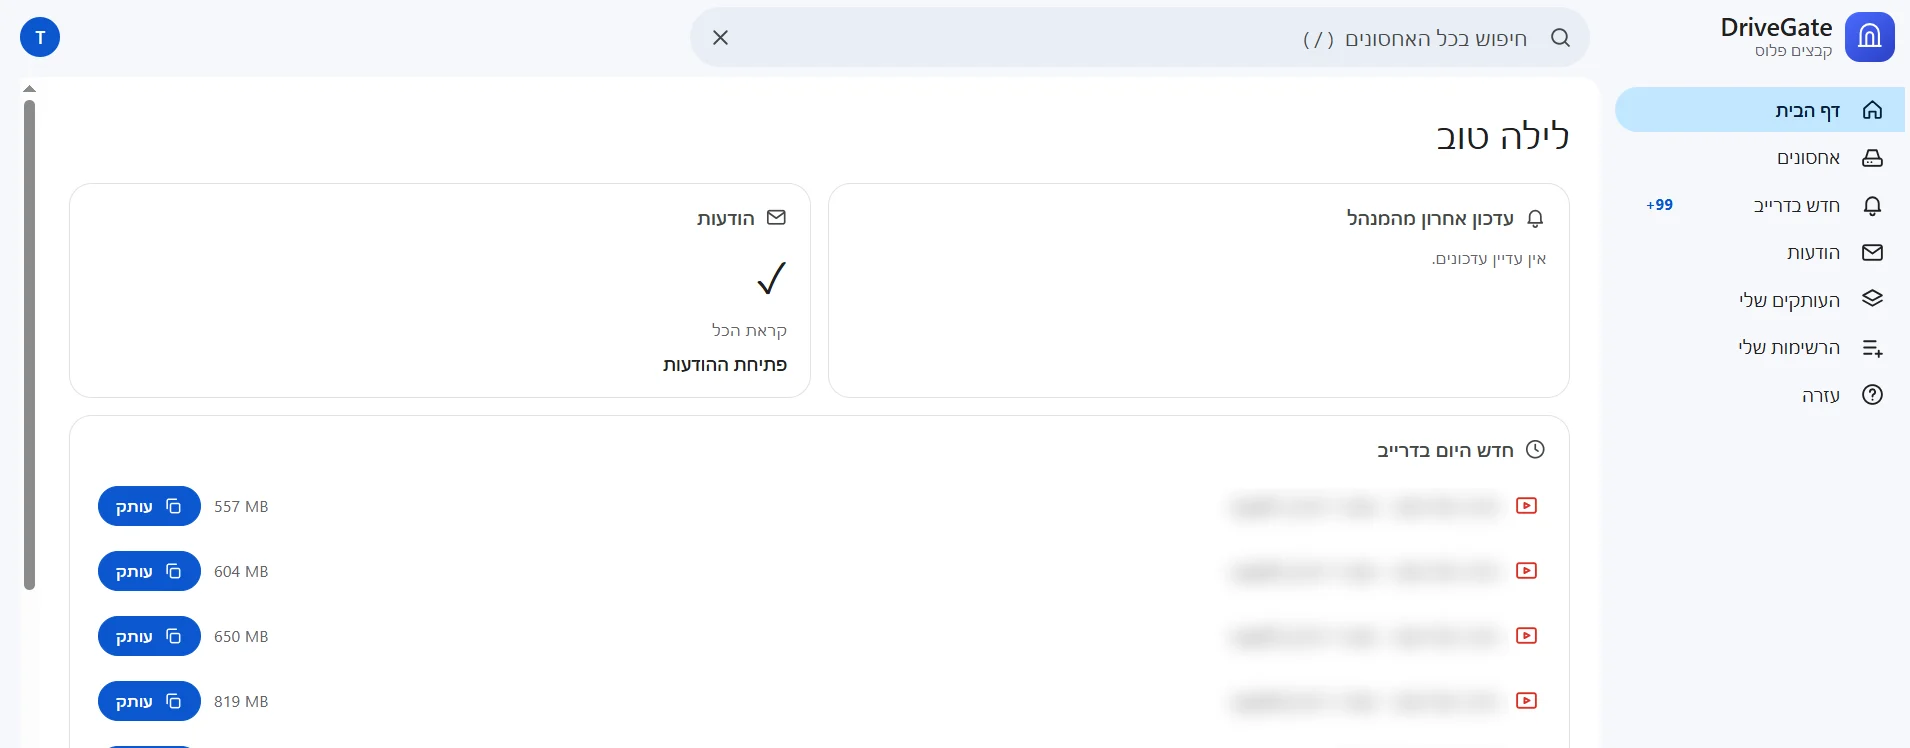 DriveGate
קבצים פלוס
חיפוש בכל האחסונים ( / )
T
דף הבית
אחסונים
חדש בדרייב
99+
הודעות
העותקים שלי
הרשימות שלי
עזרה
לילה טוב
עדכון אחרון מהמנהל
אין עדיין עדכונים.
הודעות
✓
קראת הכל
פתיחת ההודעות
חדש היום בדרייב
557 MB עותק
604 MB עותק
650 MB עותק
819 MB עותק